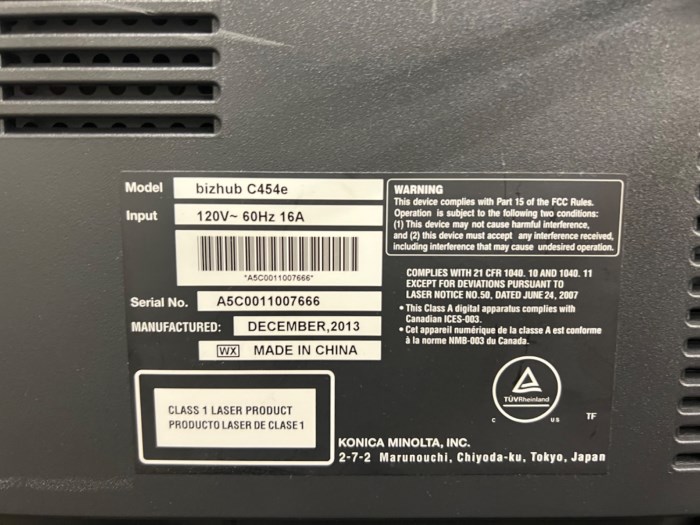 Model bizhub C454e
Input 120V~ 60Hz 16A
*A5C0011007666*
Serial No. A5C0011007666
MANUFACTURED: DECEMBER,2013
WX MADE IN CHINA
CLASS 1 LASER PRODUCT
PRODUCTO LASER DE CLASE 1
WARNING
This device complies with Part 15 of the FCC Rules.
Operation is subject to the following two conditions:
(1) This device may not cause harmful interference,
and (2) this device must accept any interference received,
including interference that may cause undesired operation.
COMPLIES WITH 21 CFR 1040. 10 AND 1040. 11
EXCEPT FOR DEVIATIONS PURSUANT TO
LASER NOTICE NO.50, DATED JUNE 24, 2007
• This Class A digital apparatus complies with
Canadian ICES-003.
• Cet appareil numérique de la classe A est conforme
à la norme NMB-003 du Canada.
TÜVRheinland
C US
TF
KONICA MINOLTA, INC.
2-7-2 Marunouchi, Chiyoda-ku, Tokyo, Japan